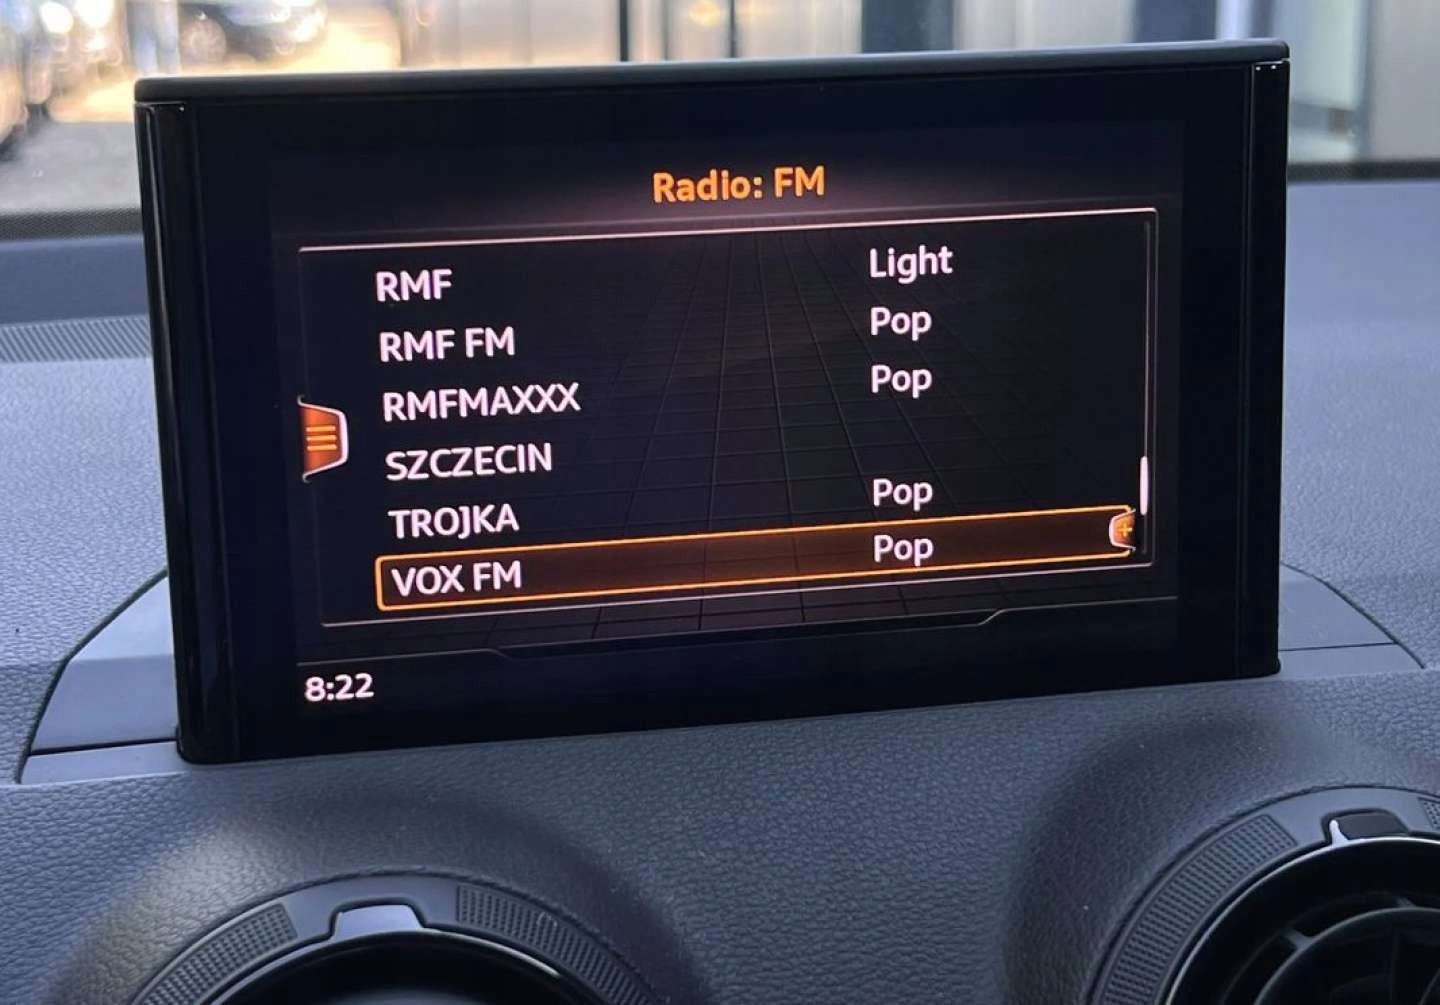 Radio: FM
RMF Light
RMF FM Pop
RMFMAXXX Pop
SZCZECIN
TROJKA Pop
VOX FM Pop
8:22